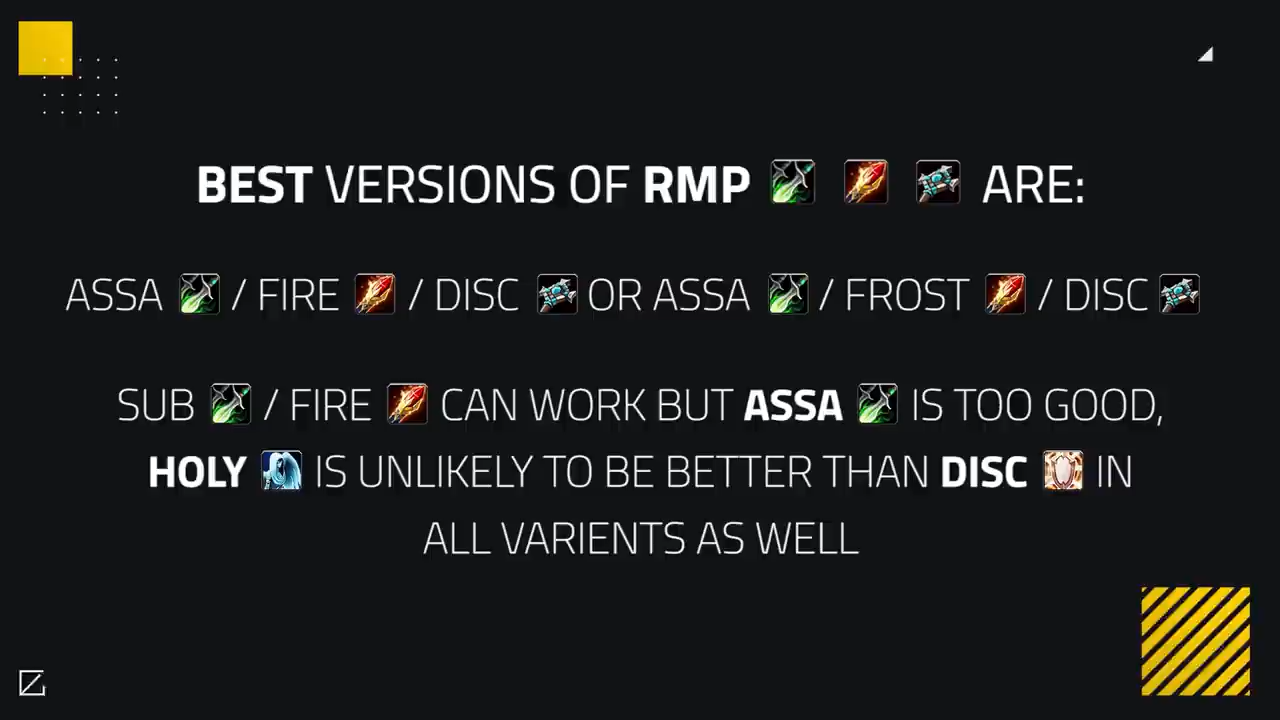 BEST VERSIONS OF RMP ARE:
ASSA / FIRE / DISC OR ASSA / FROST / DISC
SUB / FIRE CAN WORK BUT ASSA IS TOO GOOD,
HOLY IS UNLIKELY TO BE BETTER THAN DISC IN
ALL VARIENTS AS WELL